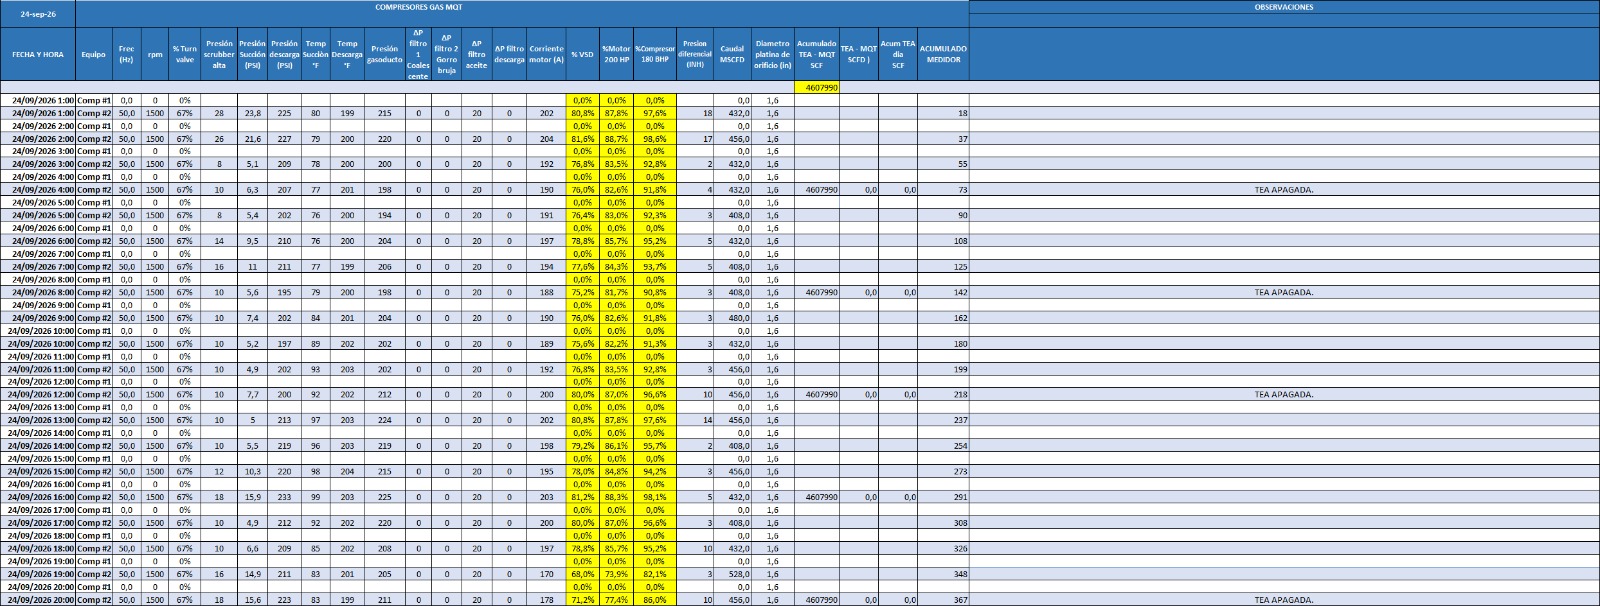 24-sep-26 COMPRESORES GAS MQT OBSERVACIONES
FECHA Y HORA Equipo Frec (Hz) rpm % Turn valve Presión scrubber alta Presión Succión (PSI) Presión descarga (PSI) Temp Succión °F Temp Descarga °F Presión gasoducto ΔP filtro 1 Coales cente ΔP filtro 2 Gorro bruja ΔP filtro aceite ΔP filtro descarga Corriente motor (A) % VSD %Motor 200 HP %Compresor 180 BHP Presion diferencial (INH) Caudal MSCFD Diametro platina de orificio (in) Acumulado TEA - MQT SCF TEA - MQT SCFD ) Acum TEA dia SCF ACUMULADO MEDIDOR
4607990
24/09/2026 1:00 Comp #1 0,0 0 0% 0,0% 0,0% 0,0% 0,0 1,6
24/09/2026 1:00 Comp #2 50,0 1500 67% 28 23,8 225 80 199 215 0 0 20 0 202 80,8% 87,8% 97,6% 18 432,0 1,6 18
24/09/2026 2:00 Comp #1 0,0 0 0% 0,0% 0,0% 0,0% 0,0 1,6
24/09/2026 2:00 Comp #2 50,0 1500 67% 26 21,6 227 79 200 220 0 0 20 0 204 81,6% 88,7% 98,6% 17 456,0 1,6 37
24/09/2026 3:00 Comp #1 0,0 0 0% 0,0% 0,0% 0,0% 0,0 1,6
24/09/2026 3:00 Comp #2 50,0 1500 67% 8 5,1 209 78 200 200 0 0 20 0 192 76,8% 83,5% 92,8% 2 432,0 1,6 55
24/09/2026 4:00 Comp #1 0,0 0 0% 0,0% 0,0% 0,0% 0,0 1,6
24/09/2026 4:00 Comp #2 50,0 1500 67% 10 6,3 207 77 201 198 0 0 20 0 190 76,0% 82,6% 91,8% 4 432,0 1,6 4607990 0,0 0,0 73 TEA APAGADA.
24/09/2026 5:00 Comp #1 0,0 0 0% 0,0% 0,0% 0,0% 0,0 1,6
24/09/2026 5:00 Comp #2 50,0 1500 67% 8 5,4 202 76 200 194 0 0 20 0 191 76,4% 83,0% 92,3% 3 408,0 1,6 90
24/09/2026 6:00 Comp #1 0,0 0 0% 0,0% 0,0% 0,0% 0,0 1,6
24/09/2026 6:00 Comp #2 50,0 1500 67% 14 9,5 210 76 200 204 0 0 20 0 197 78,8% 85,7% 95,2% 5 432,0 1,6 108
24/09/2026 7:00 Comp #1 0,0 0 0% 0,0% 0,0% 0,0% 0,0 1,6
24/09/2026 7:00 Comp #2 50,0 1500 67% 16 11 211 77 199 206 0 0 20 0 194 77,6% 84,3% 93,7% 5 408,0 1,6 125
24/09/2026 8:00 Comp #1 0,0 0 0% 0,0% 0,0% 0,0% 0,0 1,6
24/09/2026 8:00 Comp #2 50,0 1500 67% 10 5,6 195 79 200 198 0 0 20 0 188 75,2% 81,7% 90,8% 3 408,0 1,6 4607990 0,0 0,0 142 TEA APAGADA.
24/09/2026 9:00 Comp #1 0,0 0 0% 0,0% 0,0% 0,0% 0,0 1,6
24/09/2026 9:00 Comp #2 50,0 1500 67% 10 7,4 202 84 201 204 0 0 20 0 190 76,0% 82,6% 91,8% 3 480,0 1,6 162
24/09/2026 10:00 Comp #1 0,0 0 0% 0,0% 0,0% 0,0% 0,0 1,6
24/09/2026 10:00 Comp #2 50,0 1500 67% 10 5,2 197 89 202 202 0 0 20 0 189 75,6% 82,2% 91,3% 3 432,0 1,6 180
24/09/2026 11:00 Comp #1 0,0 0 0% 0,0% 0,0% 0,0% 0,0 1,6
24/09/2026 11:00 Comp #2 50,0 1500 67% 10 4,9 202 93 203 202 0 0 20 0 192 76,8% 83,5% 92,8% 3 456,0 1,6 199
24/09/2026 12:00 Comp #1 0,0 0 0% 0,0% 0,0% 0,0% 0,0 1,6
24/09/2026 12:00 Comp #2 50,0 1500 67% 10 7,7 200 92 202 212 0 0 20 0 200 80,0% 87,0% 96,6% 10 456,0 1,6 4607990 0,0 0,0 218 TEA APAGADA.
24/09/2026 13:00 Comp #1 0,0 0 0% 0,0% 0,0% 0,0% 0,0 1,6
24/09/2026 13:00 Comp #2 50,0 1500 67% 10 5 213 97 203 224 0 0 20 0 202 80,8% 87,8% 97,6% 14 456,0 1,6 237
24/09/2026 14:00 Comp #1 0,0 0 0% 0,0% 0,0% 0,0% 0,0 1,6
24/09/2026 14:00 Comp #2 50,0 1500 67% 10 5,5 219 96 203 219 0 0 20 0 198 79,2% 86,1% 95,7% 2 408,0 1,6 254
24/09/2026 15:00 Comp #1 0,0 0 0% 0,0% 0,0% 0,0% 0,0 1,6
24/09/2026 15:00 Comp #2 50,0 1500 67% 12 10,3 220 98 204 215 0 0 20 0 195 78,0% 84,8% 94,2% 3 456,0 1,6 273
24/09/2026 16:00 Comp #1 0,0 0 0% 0,0% 0,0% 0,0% 0,0 1,6
24/09/2026 16:00 Comp #2 50,0 1500 67% 18 15,9 233 99 203 225 0 0 20 0 203 81,2% 88,3% 98,1% 5 432,0 1,6 4607990 0,0 0,0 291 TEA APAGADA.
24/09/2026 17:00 Comp #1 0,0 0 0% 0,0% 0,0% 0,0% 0,0 1,6
24/09/2026 17:00 Comp #2 50,0 1500 67% 10 4,9 212 92 202 220 0 0 20 0 200 80,0% 87,0% 96,6% 3 408,0 1,6 308
24/09/2026 18:00 Comp #1 0,0 0 0% 0,0% 0,0% 0,0% 0,0 1,6
24/09/2026 18:00 Comp #2 50,0 1500 67% 10 6,6 209 85 202 208 0 0 20 0 197 78,8% 85,7% 95,2% 10 432,0 1,6 326
24/09/2026 19:00 Comp #1 0,0 0 0% 0,0% 0,0% 0,0% 0,0 1,6
24/09/2026 19:00 Comp #2 50,0 1500 67% 16 14,9 211 83 201 205 0 0 20 0 170 68,0% 73,9% 82,1% 3 528,0 1,6 348
24/09/2026 20:00 Comp #1 0,0 0 0% 0,0% 0,0% 0,0% 0,0 1,6
24/09/2026 20:00 Comp #2 50,0 1500 67% 18 15,6 223 83 199 211 0 0 20 0 178 71,2% 77,4% 86,0% 10 456,0 1,6 4607990 0,0 0,0 367 TEA APAGADA.